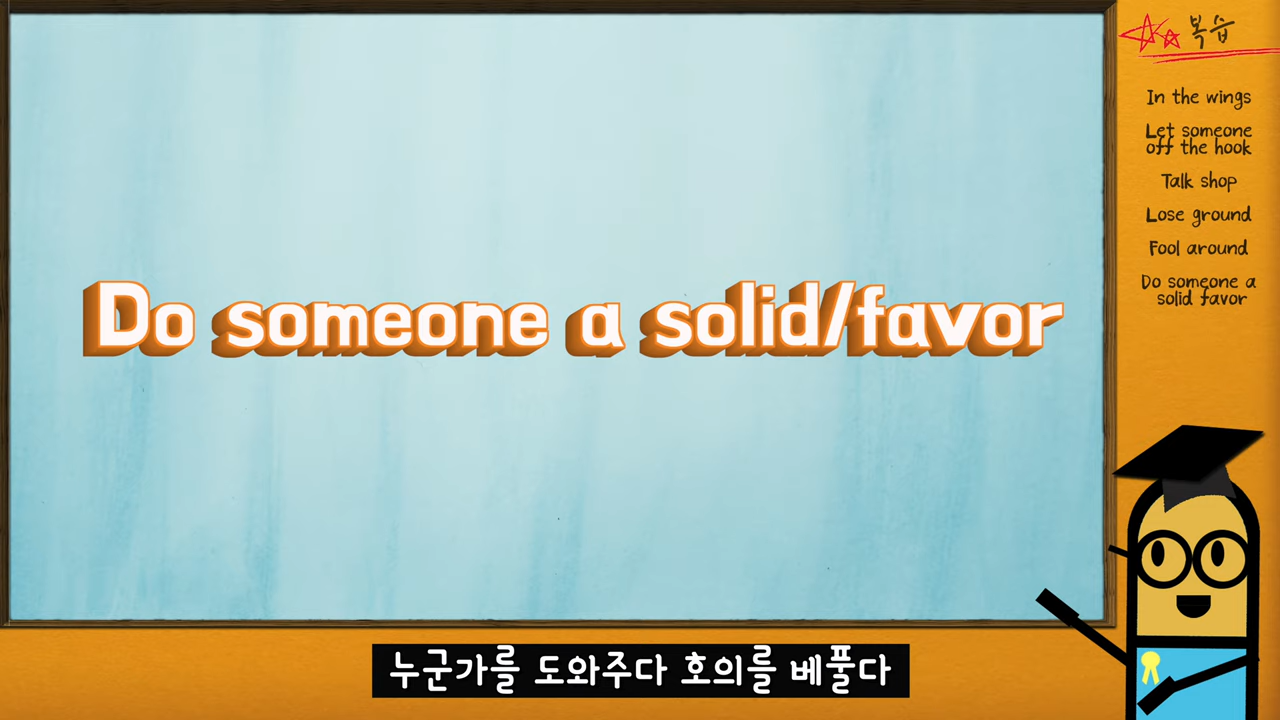 Do someone a solid/favor
복습
In the wings
Let someone
off the hook
Talk shop
Lose ground
Fool around
Do someone a
solid favor
누군가를 도와주다 호의를 베풀다